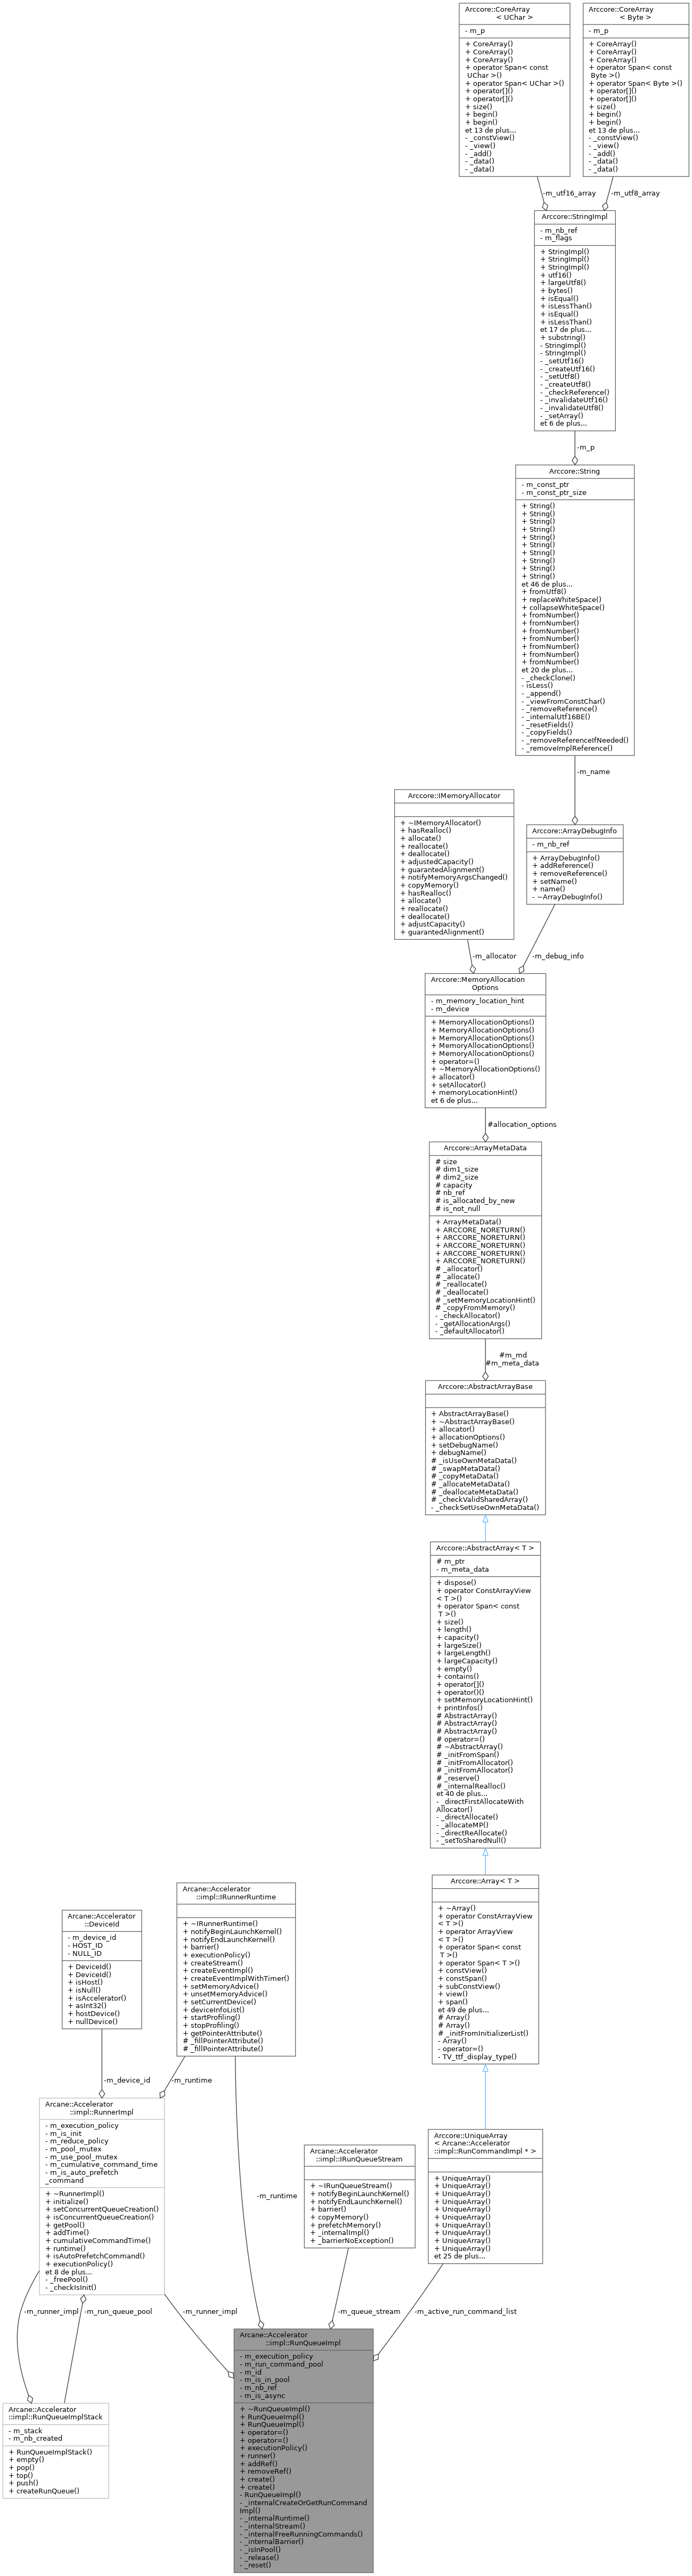 Arccore::CoreArray
< UChar >
- m_p
+ CoreArray()
+ CoreArray()
+ CoreArray()
+ operator Span< const
UChar >()
+ operator Span< UChar >()
+ operator[]()
+ operator[]()
+ size()
+ begin()
+ begin()
et 13 de plus...
- _constView()
- _view()
- _add()
- _data()
- _data()
Arccore::CoreArray
< Byte >
- m_p
+ CoreArray()
+ CoreArray()
+ CoreArray()
+ operator Span< const
Byte >()
+ operator Span< Byte >()
+ operator[]()
+ operator[]()
+ size()
+ begin()
+ begin()
et 13 de plus...
- _constView()
- _view()
- _add()
- _data()
- _data()
-m_utf16_array
-m_utf8_array
Arccore::StringImpl
- m_nb_ref
- m_flags
+ StringImpl()
+ StringImpl()
+ StringImpl()
+ utf16()
+ largeUtf8()
+ bytes()
+ isEqual()
+ isLessThan()
+ isEqual()
+ isLessThan()
et 17 de plus...
+ substring()
- StringImpl()
- StringImpl()
- _setUtf16()
- _createUtf16()
- _setUtf8()
- _createUtf8()
- _checkReference()
- _invalidateUtf16()
- _invalidateUtf8()
- _setArray()
et 6 de plus...
-m_p
Arccore::String
- m_const_ptr
- m_const_ptr_size
+ String()
+ String()
+ String()
+ String()
+ String()
+ String()
+ String()
+ String()
+ String()
+ String()
et 46 de plus...
+ fromUtf8()
+ replaceWhiteSpace()
+ collapseWhiteSpace()
+ fromNumber()
+ fromNumber()
+ fromNumber()
+ fromNumber()
+ fromNumber()
+ fromNumber()
+ fromNumber()
et 20 de plus...
- _checkClone()
- isLess()
- _append()
- _viewFromConstChar()
- _removeReference()
- _internalUtf16BE()
- _resetFields()
- _copyFields()
- _removeReferenceIfNeeded()
- _removeImplReference()
-m_name
Arccore::IMemoryAllocator
+ ~IMemoryAllocator()
+ hasRealloc()
+ allocate()
+ reallocate()
+ deallocate()
+ adjustedCapacity()
+ guarantedAlignment()
+ notifyMemoryArgsChanged()
+ copyMemory()
+ hasRealloc()
+ allocate()
+ reallocate()
+ deallocate()
+ adjustCapacity()
+ guarantedAlignment()
Arccore::ArrayDebugInfo
- m_nb_ref
+ ArrayDebugInfo()
+ addReference()
+ removeReference()
+ setName()
+ name()
- ~ArrayDebugInfo()
-m_allocator
-m_debug_info
Arccore::MemoryAllocation
Options
- m_memory_location_hint
- m_device
+ MemoryAllocationOptions()
+ MemoryAllocationOptions()
+ MemoryAllocationOptions()
+ MemoryAllocationOptions()
+ MemoryAllocationOptions()
+ operator=()
+ ~MemoryAllocationOptions()
+ allocator()
+ setAllocator()
+ memoryLocationHint()
et 6 de plus...
#allocation_options
Arccore::ArrayMetaData
# size
# dim1_size
# dim2_size
# capacity
# nb_ref
# is_allocated_by_new
# is_not_null
+ ArrayMetaData()
+ ARCCORE_NORETURN()
+ ARCCORE_NORETURN()
+ ARCCORE_NORETURN()
+ ARCCORE_NORETURN()
+ ARCCORE_NORETURN()
# _allocator()
# _allocate()
# _reallocate()
# _deallocate()
# _setMemoryLocationHint()
# _copyFromMemory()
- _checkAllocator()
- _getAllocationArgs()
- _defaultAllocator()
#m_md
#m_meta_data
Arccore::AbstractArrayBase
+ AbstractArrayBase()
+ ~AbstractArrayBase()
+ allocator()
+ allocationOptions()
+ setDebugName()
+ debugName()
# _isUseOwnMetaData()
# _swapMetaData()
# _copyMetaData()
# _allocateMetaData()
# _deallocateMetaData()
# _checkValidSharedArray()
- _checkSetUseOwnMetaData()
Arccore::AbstractArray< T >
# m_ptr
- m_meta_data
+ dispose()
+ operator ConstArrayView
< T >()
+ operator Span< const
T >()
+ size()
+ length()
+ capacity()
+ largeSize()
+ largeLength()
+ largeCapacity()
+ empty()
+ contains()
+ operator[]()
+ operator()()
+ setMemoryLocationHint()
+ printInfos()
# AbstractArray()
# AbstractArray()
# AbstractArray()
# operator=()
# ~AbstractArray()
# _initFromSpan()
# _initFromAllocator()
# _initFromAllocator()
# _reserve()
# _internalRealloc()
et 40 de plus...
- _directFirstAllocateWith
Allocator()
- _directAllocate()
- _allocateMP()
- _directReAllocate()
- _setToSharedNull()
Arccore::Array< T >
+ ~Array()
+ operator ConstArrayView
< T >()
+ operator ArrayView
< T >()
+ operator Span< const
T >()
+ operator Span< T >()
+ constView()
+ constSpan()
+ subConstView()
+ view()
+ span()
et 49 de plus...
# Array()
# Array()
# _initFromInitializerList()
- Array()
- operator=()
- TV_ttf_display_type()
Arcane::Accelerator
::DeviceId
- m_device_id
- HOST_ID
- NULL_ID
+ DeviceId()
+ DeviceId()
+ isHost()
+ isNull()
+ isAccelerator()
+ asInt32()
+ hostDevice()
+ nullDevice()
Arcane::Accelerator
::impl::IRunnerRuntime
+ ~IRunnerRuntime()
+ notifyBeginLaunchKernel()
+ notifyEndLaunchKernel()
+ barrier()
+ executionPolicy()
+ createStream()
+ createEventImpl()
+ createEventImplWithTimer()
+ setMemoryAdvice()
+ unsetMemoryAdvice()
+ setCurrentDevice()
+ deviceInfoList()
+ startProfiling()
+ stopProfiling()
+ getPointerAttribute()
# _fillPointerAttribute()
# _fillPointerAttribute()
-m_device_id
-m_runtime
Arcane::Accelerator
::impl::RunnerImpl
- m_execution_policy
- m_is_init
- m_reduce_policy
- m_pool_mutex
- m_use_pool_mutex
- m_cumulative_command_time
- m_is_auto_prefetch
_command
+ ~RunnerImpl()
+ initialize()
+ setConcurrentQueueCreation()
+ isConcurrentQueueCreation()
+ getPool()
+ addTime()
+ cumulativeCommandTime()
+ runtime()
+ isAutoPrefetchCommand()
+ executionPolicy()
et 8 de plus...
- _freePool()
- _checkIsInit()
-m_runtime
Arcane::Accelerator
::impl::IRunQueueStream
+ ~IRunQueueStream()
+ notifyBeginLaunchKernel()
+ notifyEndLaunchKernel()
+ barrier()
+ copyMemory()
+ prefetchMemory()
+ _internalImpl()
+ _barrierNoException()
Arccore::UniqueArray
< Arcane::Accelerator
::impl::RunCommandImpl * >
+ UniqueArray()
+ UniqueArray()
+ UniqueArray()
+ UniqueArray()
+ UniqueArray()
+ UniqueArray()
+ UniqueArray()
+ UniqueArray()
+ UniqueArray()
+ UniqueArray()
et 25 de plus...
-m_runner_impl
-m_run_queue_pool
-m_runner_impl
-m_queue_stream
-m_active_run_command_list
Arcane::Accelerator
::impl::RunQueueImplStack
- m_stack
- m_nb_created
+ RunQueueImplStack()
+ empty()
+ pop()
+ top()
+ push()
+ createRunQueue()
Arcane::Accelerator
::impl::RunQueueImpl
- m_execution_policy
- m_run_command_pool
- m_id
- m_is_in_pool
- m_nb_ref
- m_is_async
+ ~RunQueueImpl()
+ RunQueueImpl()
+ RunQueueImpl()
+ operator=()
+ operator=()
+ executionPolicy()
+ runner()
+ addRef()
+ removeRef()
+ create()
+ create()
- RunQueueImpl()
- _internalCreateOrGetRunCommand
Impl()
- _internalRuntime()
- _internalStream()
- _internalFreeRunningCommands()
- _internalBarrier()
- _isInPool()
- _release()
- _reset()